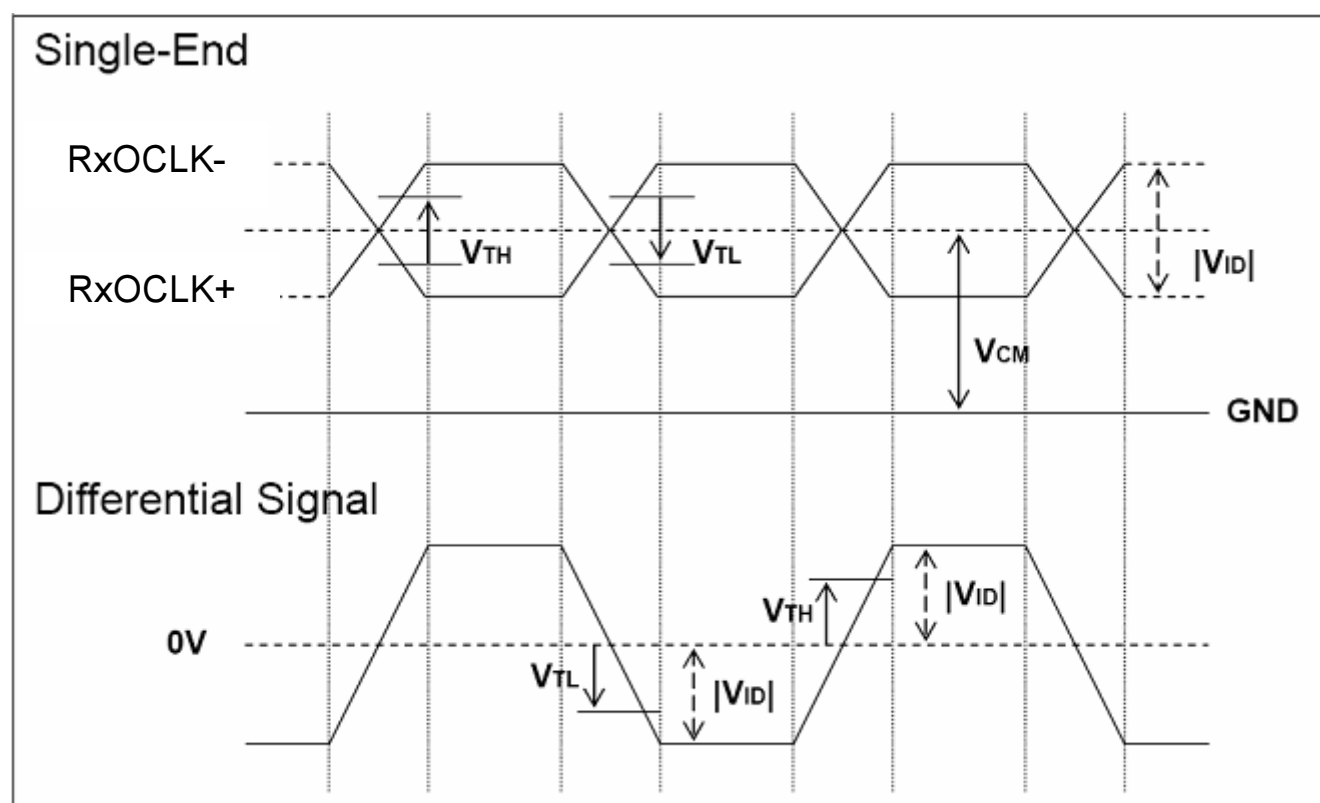 Single-End
RxOCLK-
VTH
VTL
|VID|
RxOCLK+
VCM
GND
Differential Signal
VTH
|VID|
0V
VTL
|VID|